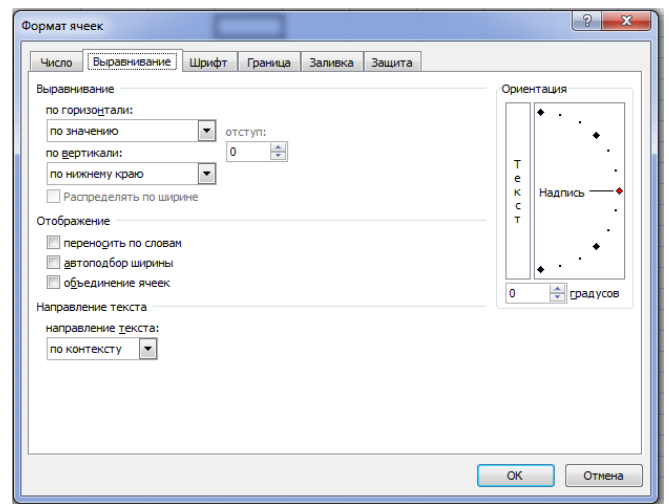 Формат ячеек
Число Выравнивание Шрифт Граница Заливка Защита
Выравнивание
по горизонтали:
по значению
отступ:
0
по вертикали:
по нижнему краю
Распределять по ширине
Отображение
переносить по словам
автоподбор ширины
объединение ячеек
Направление текста
направление текста:
по контексту
Ориентация
Текст
Надпись
0 градусов
ОК Отмена